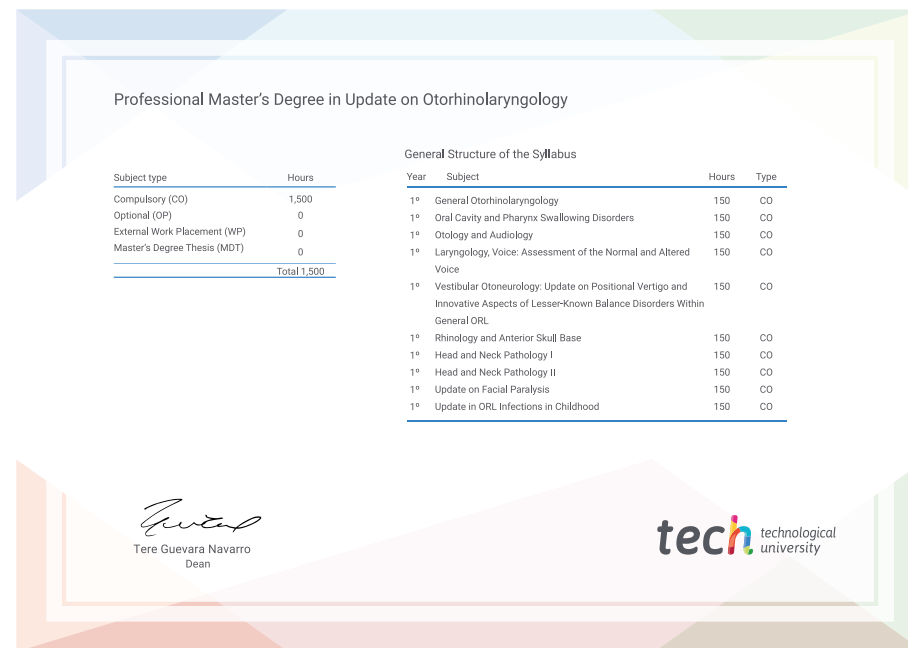 Professional Master's Degree in Update on Otorhinolaryngology
Subject type Hours
Compulsory (CO) 1,500
Optional (OP) 0
External Work Placement (WP) 0
Master's Degree Thesis (MDT) 0
Total 1,500
General Structure of the Syllabus
Year Subject Hours Type
1º General Otorhinolaryngology 150 CO
1º Oral Cavity and Pharynx Swallowing Disorders 150 CO
1º Otology and Audiology 150 CO
1º Laryngology, Voice: Assessment of the Normal and Altered 150 CO
Voice
1º Vestibular Otoneurology: Update on Positional Vertigo and 150 CO
Innovative Aspects of Lesser-Known Balance Disorders Within
General ORL
1º Rhinology and Anterior Skull Base 150 CO
1º Head and Neck Pathology I 150 CO
1º Head and Neck Pathology II 150 CO
1º Update on Facial Paralysis 150 CO
1º Update in ORL Infections in Childhood 150 CO
Tere Guevara Navarro
Dean
tech technological
university